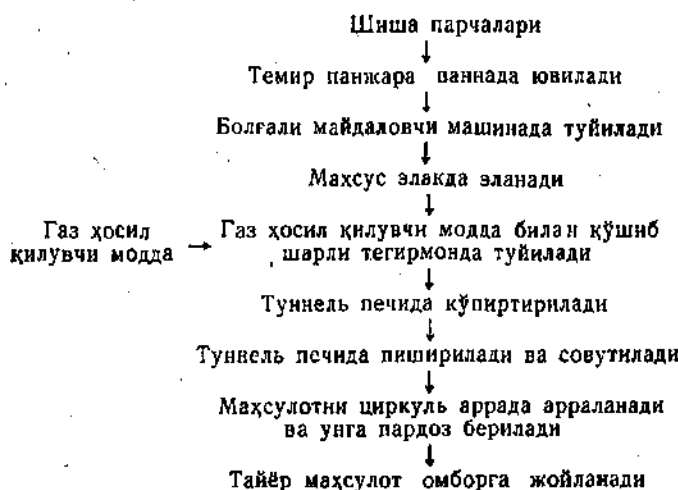 Шиша парчалари
Темир панжара ваннада ювилади
Болғали майдаловчи машинада туйилади
Махсус элакда эланади
Газ ҳосил
қилувчи модда
Газ ҳосил қилувчи модда билан қўшиб
шарли тегирмонда туйилади
Туннель печида кўпиртирилади
Туннель печида пиширилади ва совутилади
Маҳсулотни циркуль аррада арраланади
ва унга пардоз берилади
Тайёр маҳсулот омборга жойланади